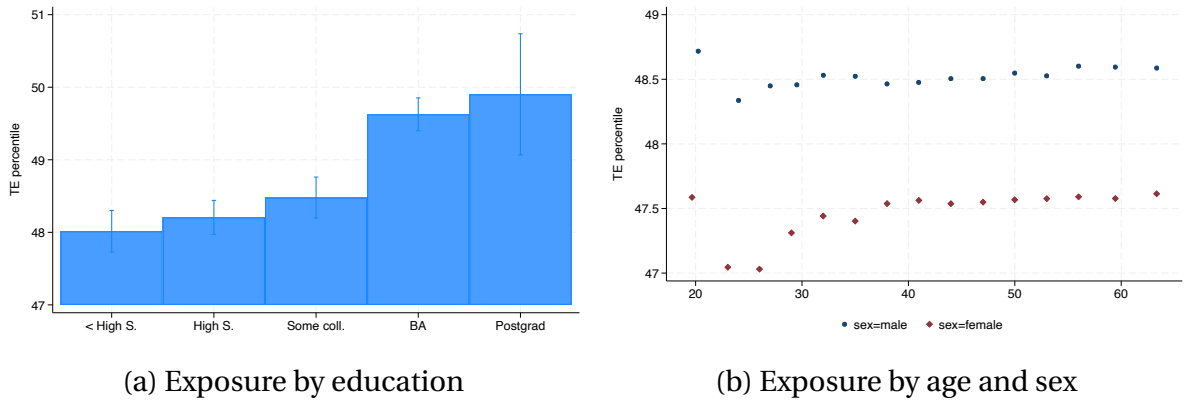 TE percentile
51
50
49
48
47
< High S. High S. Some coll. BA Postgrad
(a) Exposure by education
TE percentile
49
48.5
48
47.5
47
20 30 40 50 60
sex=male sex=female
(b) Exposure by age and sex